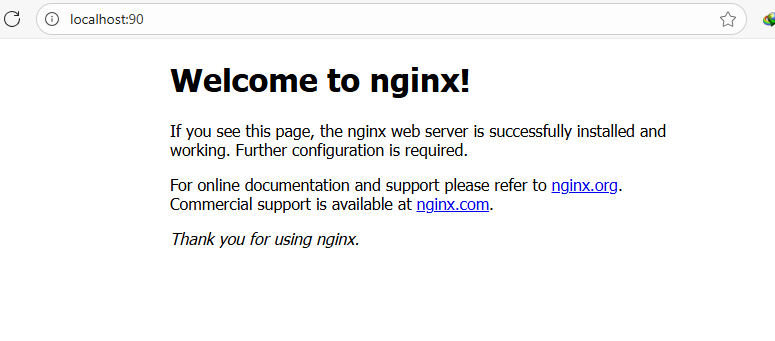 localhost:90
Welcome to nginx!
If you see this page, the nginx web server is successfully installed and
working. Further configuration is required.
For online documentation and support please refer to nginx.org.
Commercial support is available at nginx.com.
Thank you for using nginx.